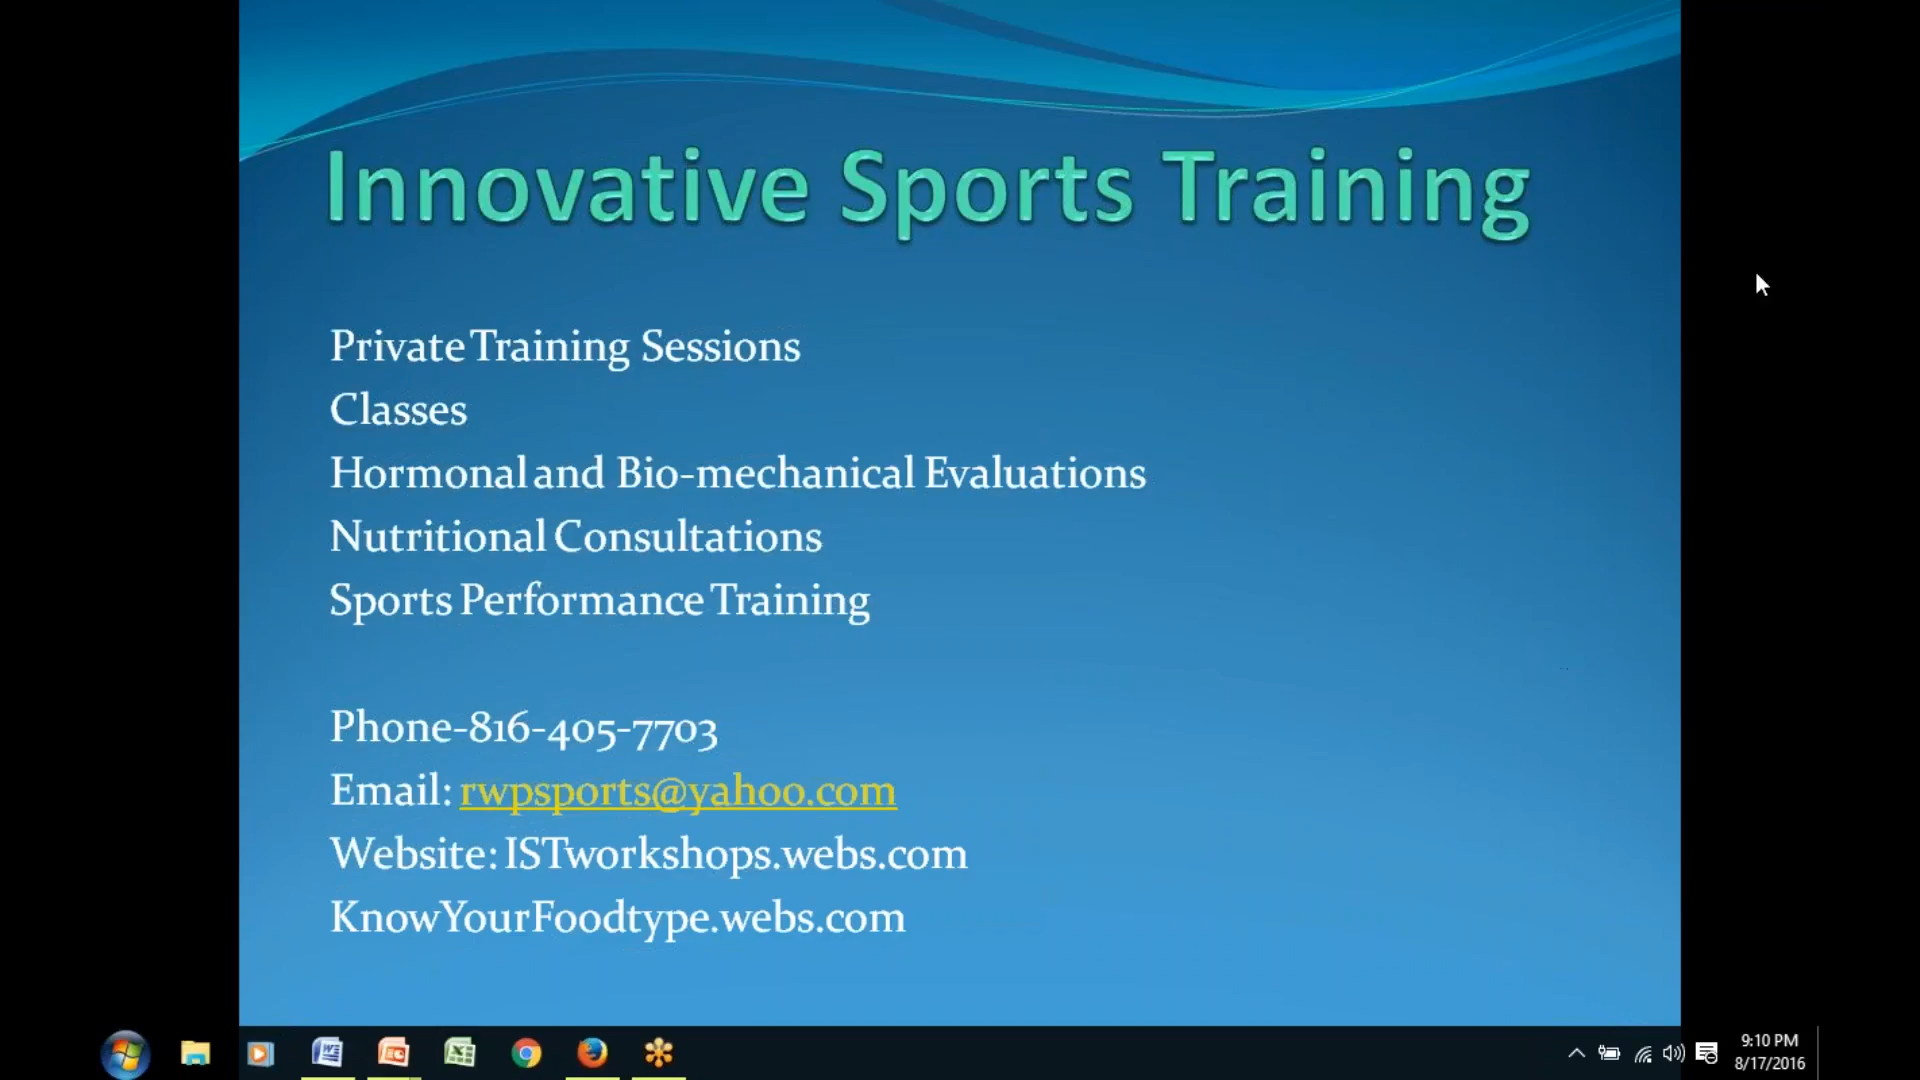 Innovative Sports Training
Private Training Sessions
Classes
Hormonal and Bio-mechanical Evaluations
Nutritional Consultations
Sports Performance Training
Phone-816-405-7703
Email: rwpsports@yahoo.com
Website: ISTworkshops.webs.com
KnowYourFoodtype.webs.com
9:10 PM
8/17/2016